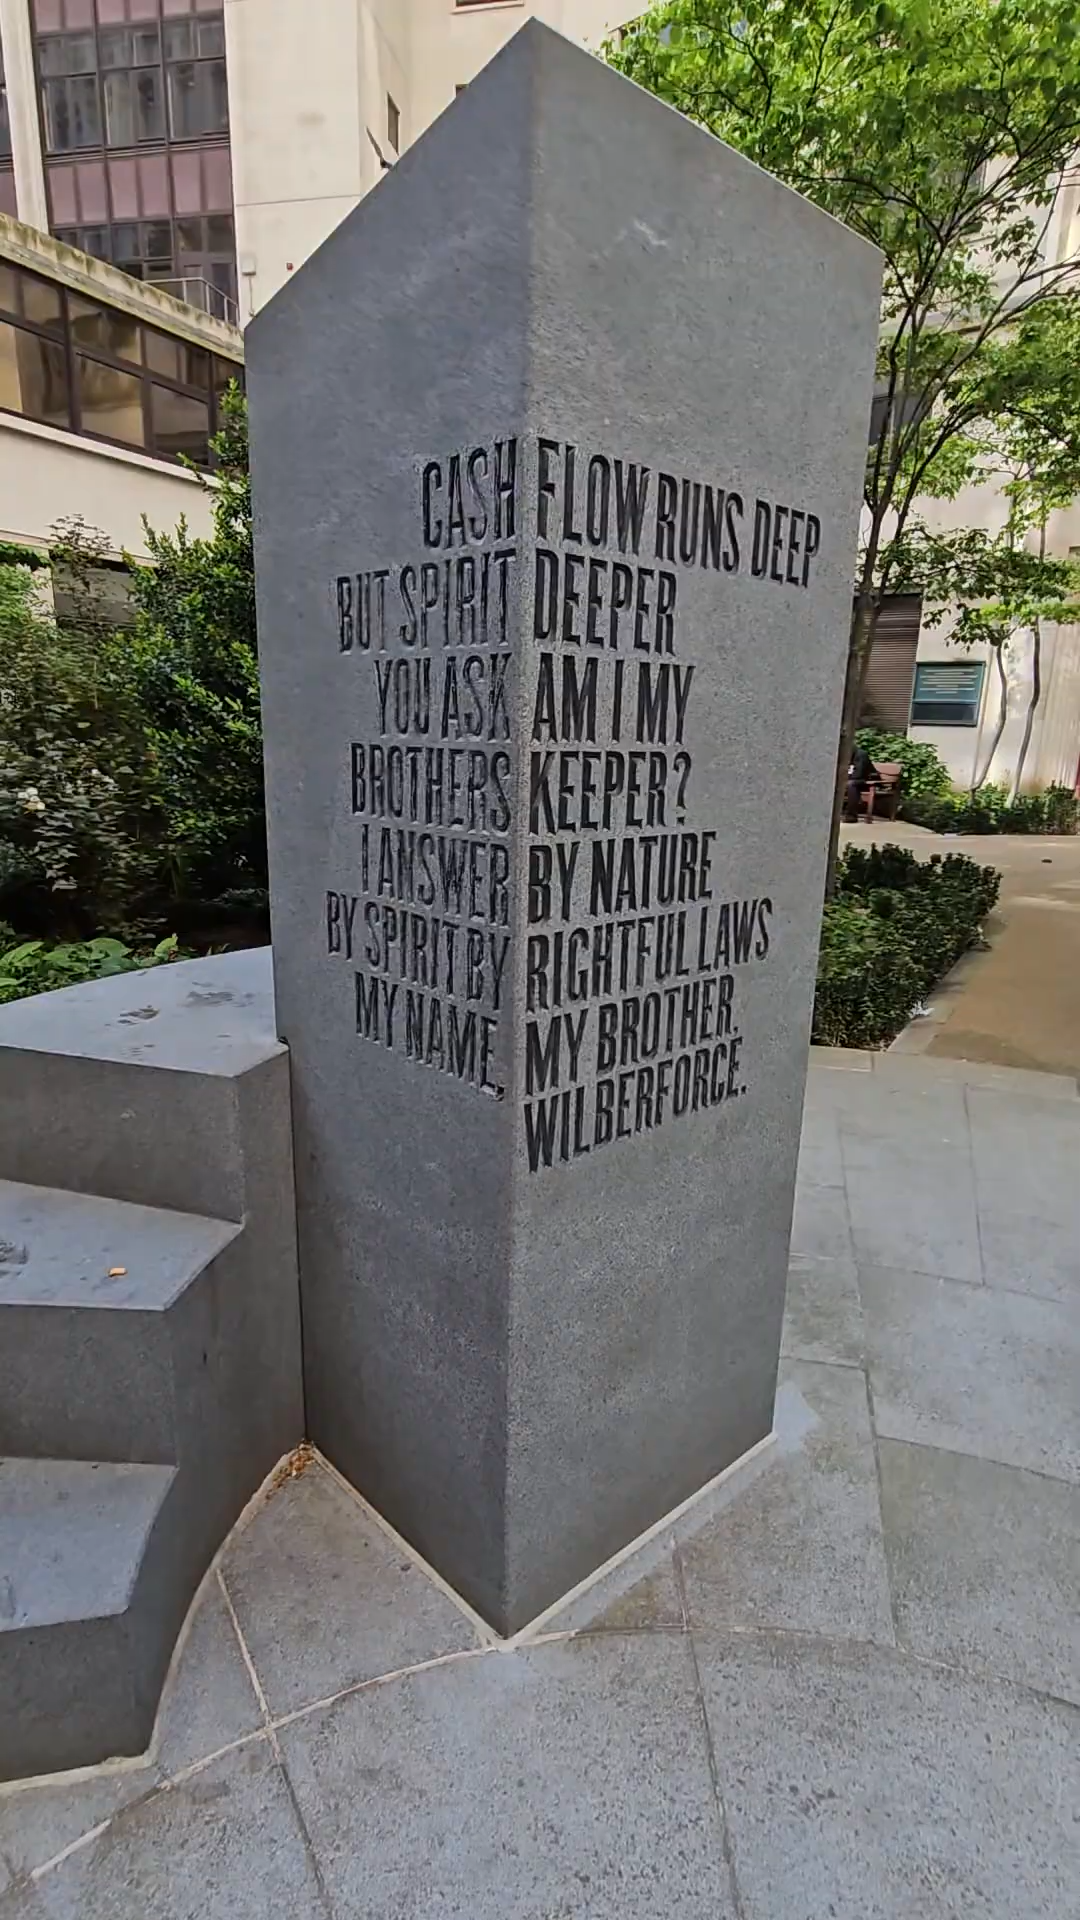 CASH FLOW RUNS DEEP
BUT SPIRIT DEEPER
YOU ASK AM I MY
BROTHERS KEEPER?
I ANSWER BY NATURE
BY SPIRIT BY RIGHTFUL LAWS
MY NAME, MY BROTHER,
WILBERFORCE.